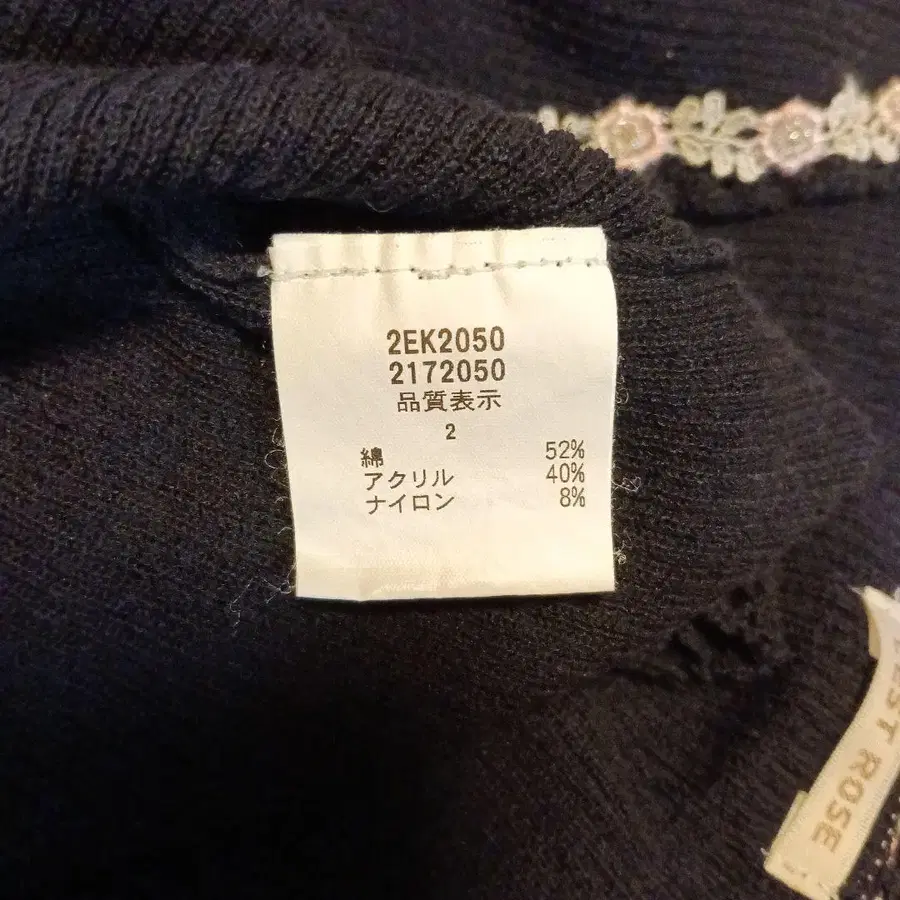 2EK2050
2172050
品質表示
2
綿 52%
アクリル 40%
ナイロン 8%
EST ROSE